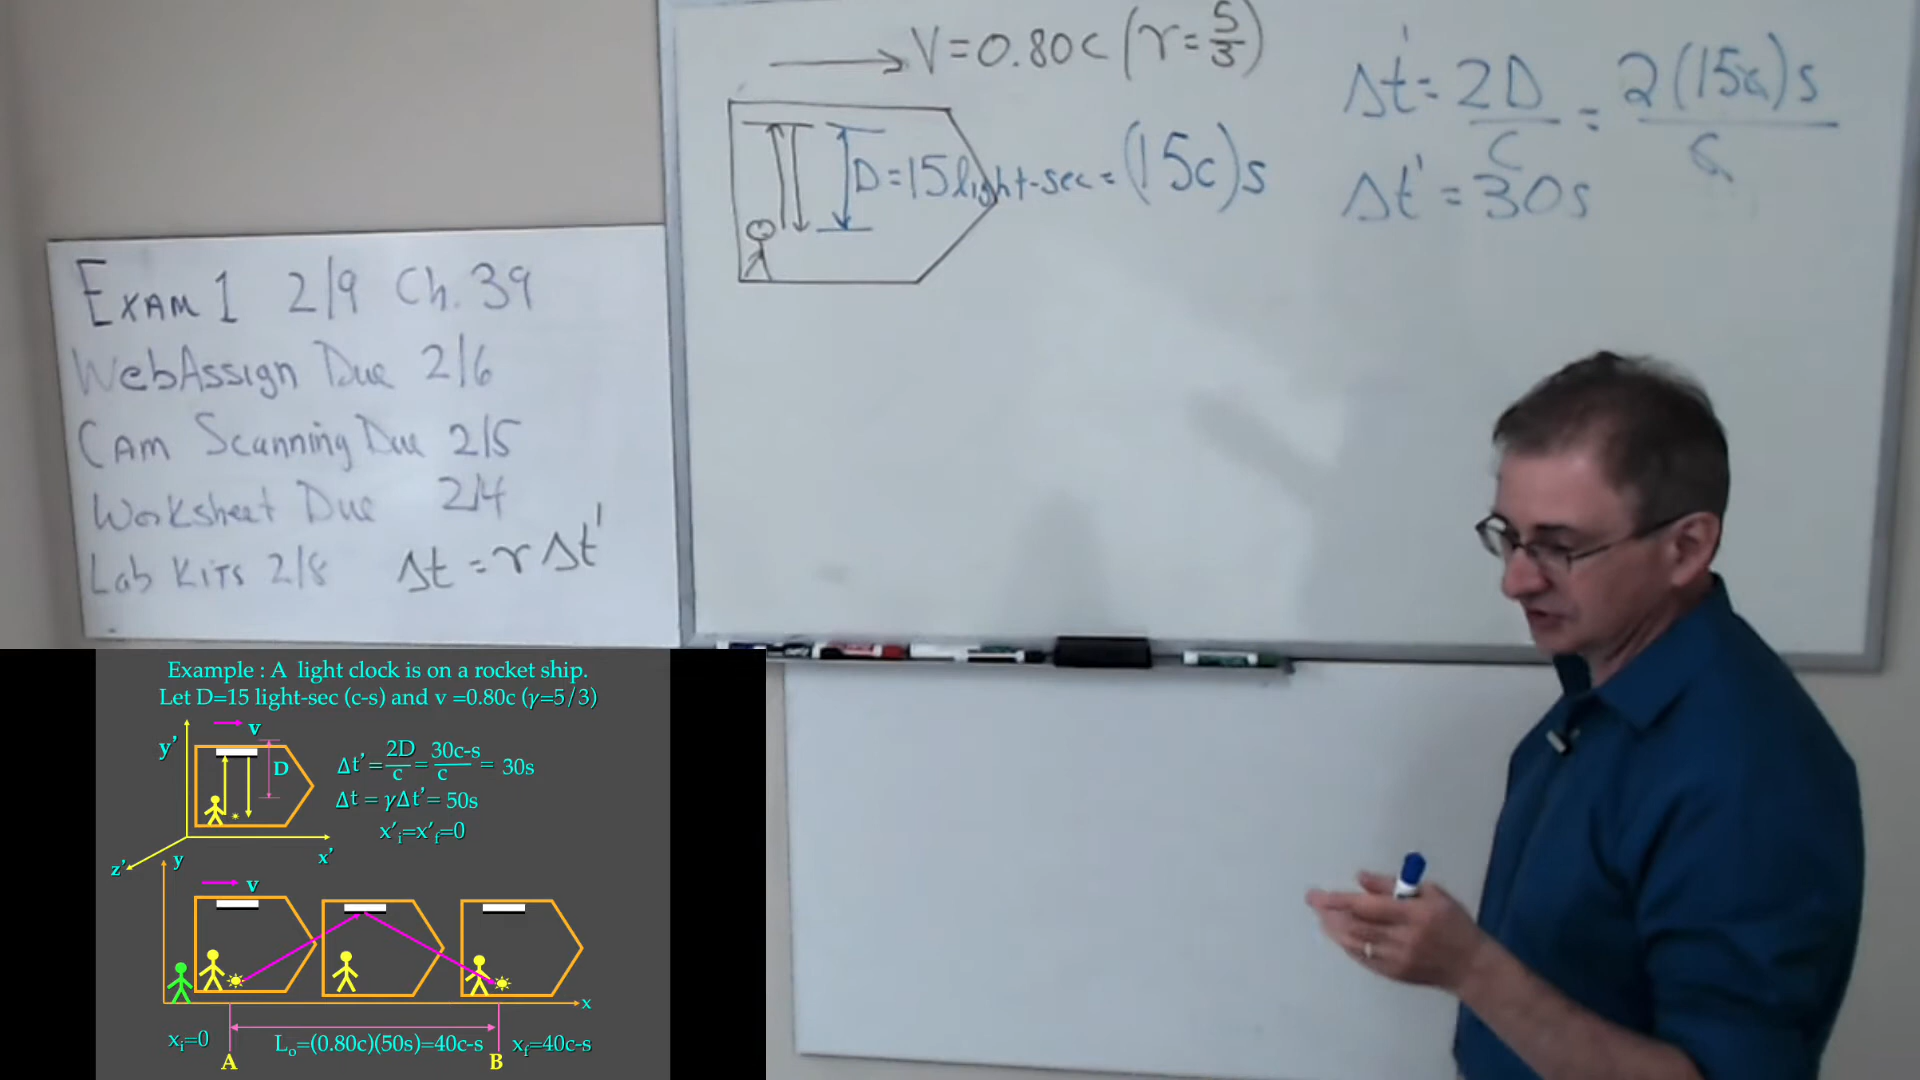 V=0.80c (γ=5/3)
D=15light-sec=(15c)s
Δt'=2D/c=2(15c)s/c
Δt'=30s
Exam 1 2/9 Ch. 39
WebAssign Due 2/6
Cam Scanning Due 2/5
Worksheet Due 2/4
Lab Kits 2/8 Δt=γΔt'
Example : A light clock is on a rocket ship.
Let D=15 light-sec (c-s) and v =0.80c (γ=5/3)
v
y'
D
Δt'=2D/c=30c-s/c= 30s
Δt = γΔt'= 50s
x'i=x'f=0
x'
z'
y
v
x
xi=0
Lo=(0.80c)(50s)=40c-s
xf=40c-s
A
B